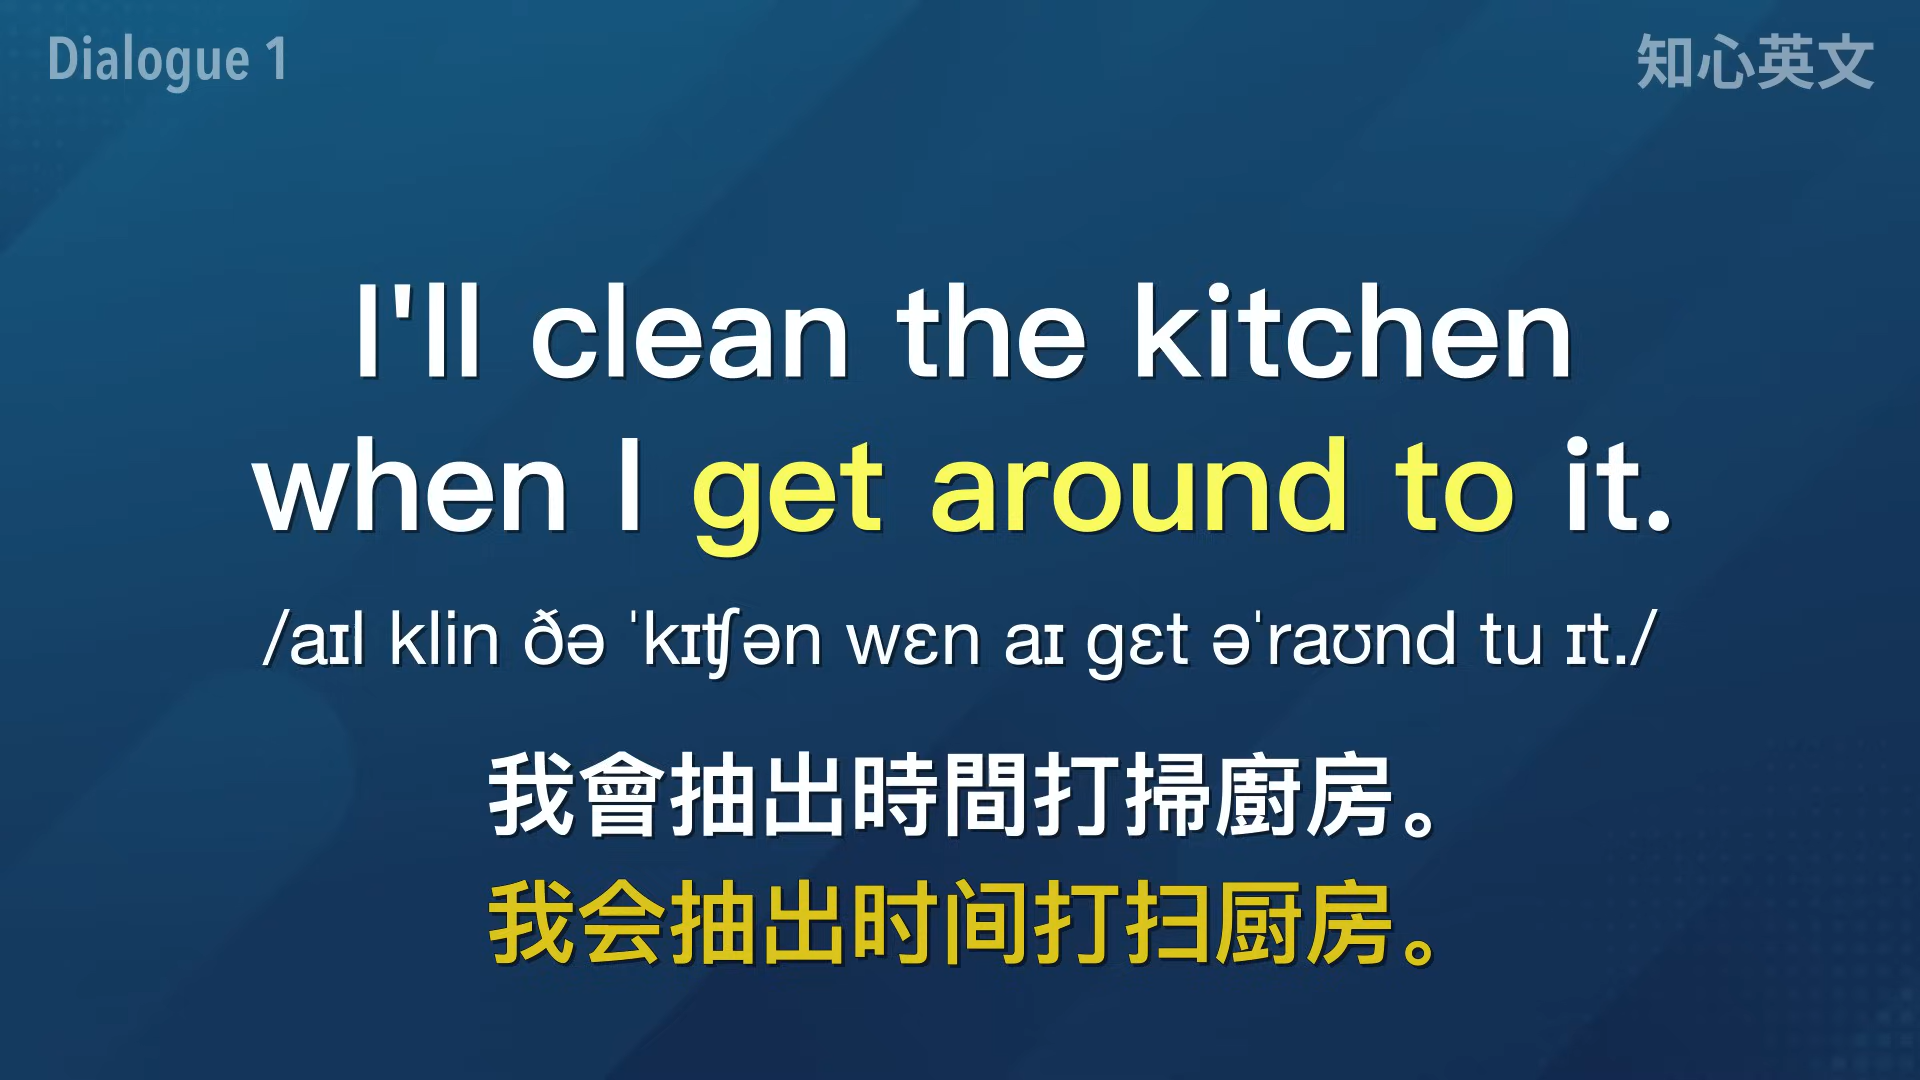 Dialogue 1
知心英文
I'll clean the kitchen
when I get around to it.
/aɪl klin ðə ˈkɪʧən wɛn aɪ gɛt əˈraʊnd tu ɪt./
我會抽出時間打掃廚房。
我会抽出时间打扫厨房。